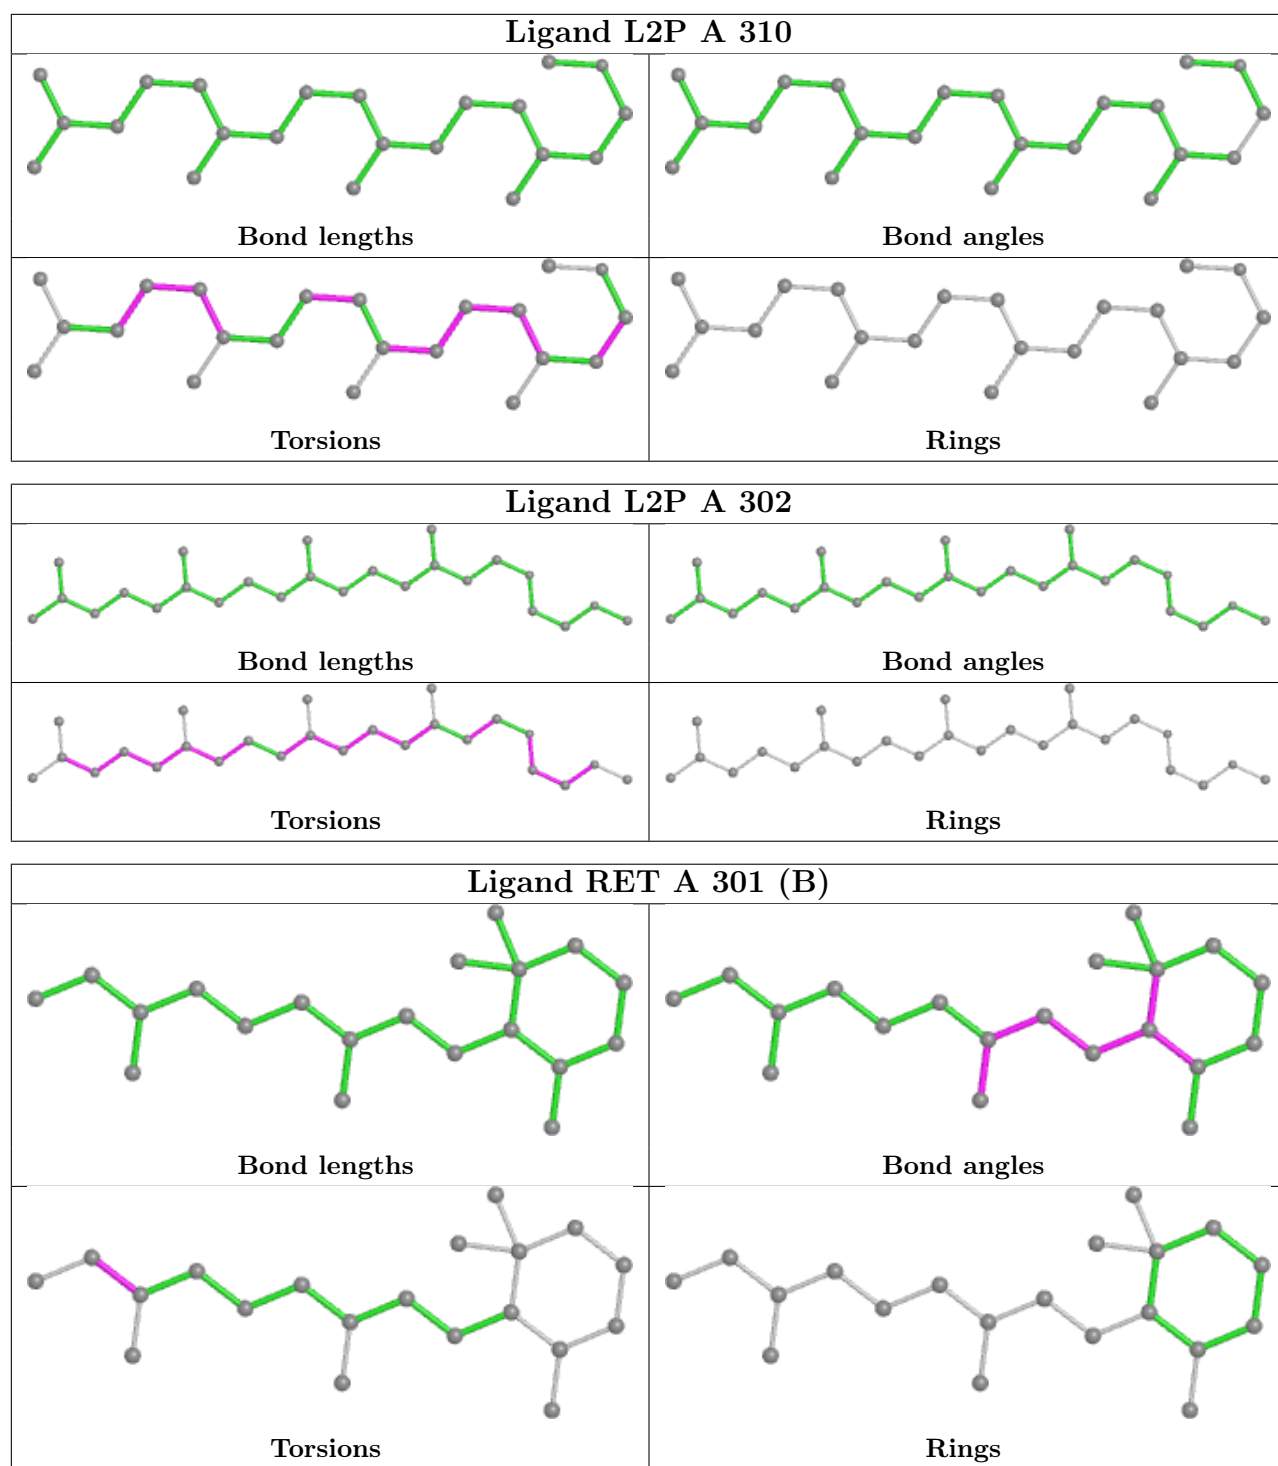 Ligand L2P A 310
Bond lengths
Bond angles
Torsions
Rings
Ligand L2P A 302
Bond lengths
Bond angles
Torsions
Rings
Ligand RET A 301 (B)
Bond lengths
Bond angles
Torsions
Rings